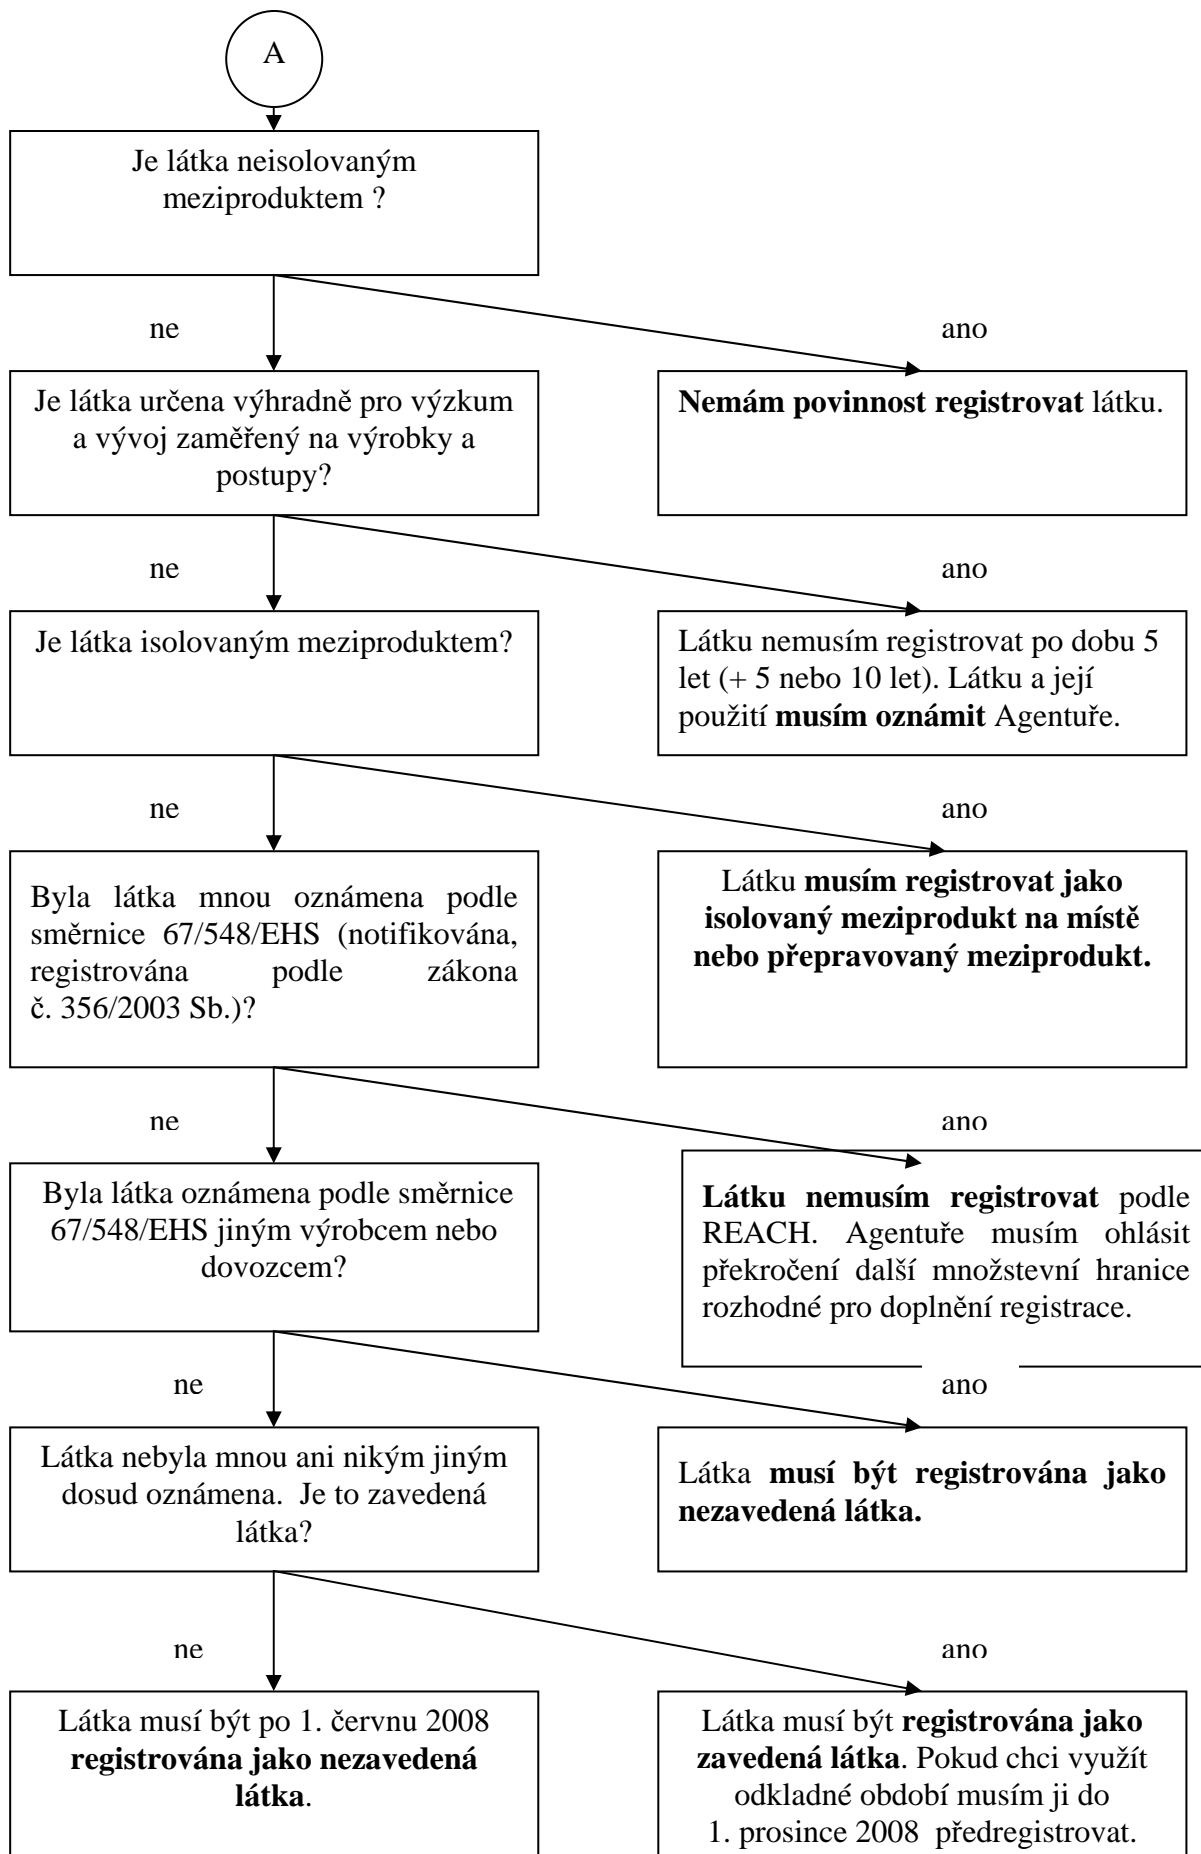 A
Je látka neisolovaným
meziproduktem ?
ne
ano
Je látka určena výhradně pro výzkum
a vývoj zaměřený na výrobky a
postupy?
Nemám povinnost registrovat látku.
ne
ano
Je látka isolovaným meziproduktem?
Látku nemusím registrovat po dobu 5
let (+ 5 nebo 10 let). Látku a její
použití musím oznámit Agentuře.
ne
ano
Byla látka mnou oznámena podle
směrnice 67/548/EHS (notifikována,
registrována podle zákona
č. 356/2003 Sb.)?
Látku musím registrovat jako
isolovaný meziprodukt na místě
nebo přepravovaný meziprodukt.
ne
ano
Byla látka oznámena podle směrnice
67/548/EHS jiným výrobcem nebo
dovozcem?
Látku nemusím registrovat podle
REACH. Agentuře musím ohlásit
překročení další množstevní hranice
rozhodné pro doplnění registrace.
ne
ano
Látka nebyla mnou ani nikým jiným
dosud oznámena.  Je to zavedená
látka?
Látka musí být registrována jako
nezavedená látka.
ne
ano
Látka musí být po 1. červnu 2008
registrována jako nezavedená
látka.
Látka musí být registrována jako
zavedená látka. Pokud chci využít
odkladné období musím ji do
1. prosince 2008  předregistrovat.